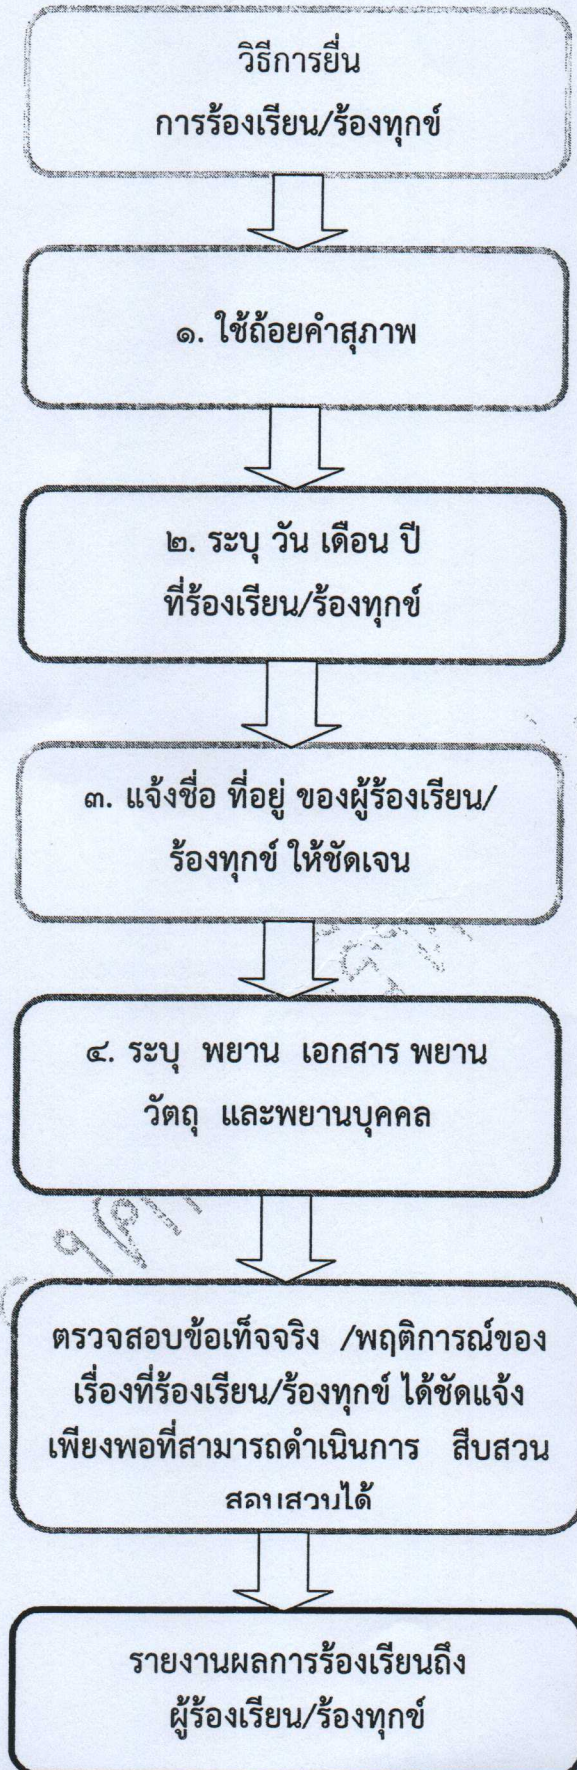 วิธีการยื่น
การร้องเรียน/ร้องทุกข์
๑. ใช้ถ้อยคำสุภาพ
๒. ระบุ วัน เดือน ปี
ที่ร้องเรียน/ร้องทุกข์
๓. แจ้งชื่อ ที่อยู่ ของผู้ร้องเรียน/
ร้องทุกข์ ให้ชัดเจน
๔. ระบุ พยาน เอกสาร พยาน
วัตถุ และพยานบุคคล
ตรวจสอบข้อเท็จจริง /พฤติการณ์ของ
เรื่องที่ร้องเรียน/ร้องทุกข์ ได้ชัดแจ้ง
เพียงพอที่สามารถดำเนินการ สืบสวน
สอบสวนได้
รายงานผลการร้องเรียนถึง
ผู้ร้องเรียน/ร้องทุกข์